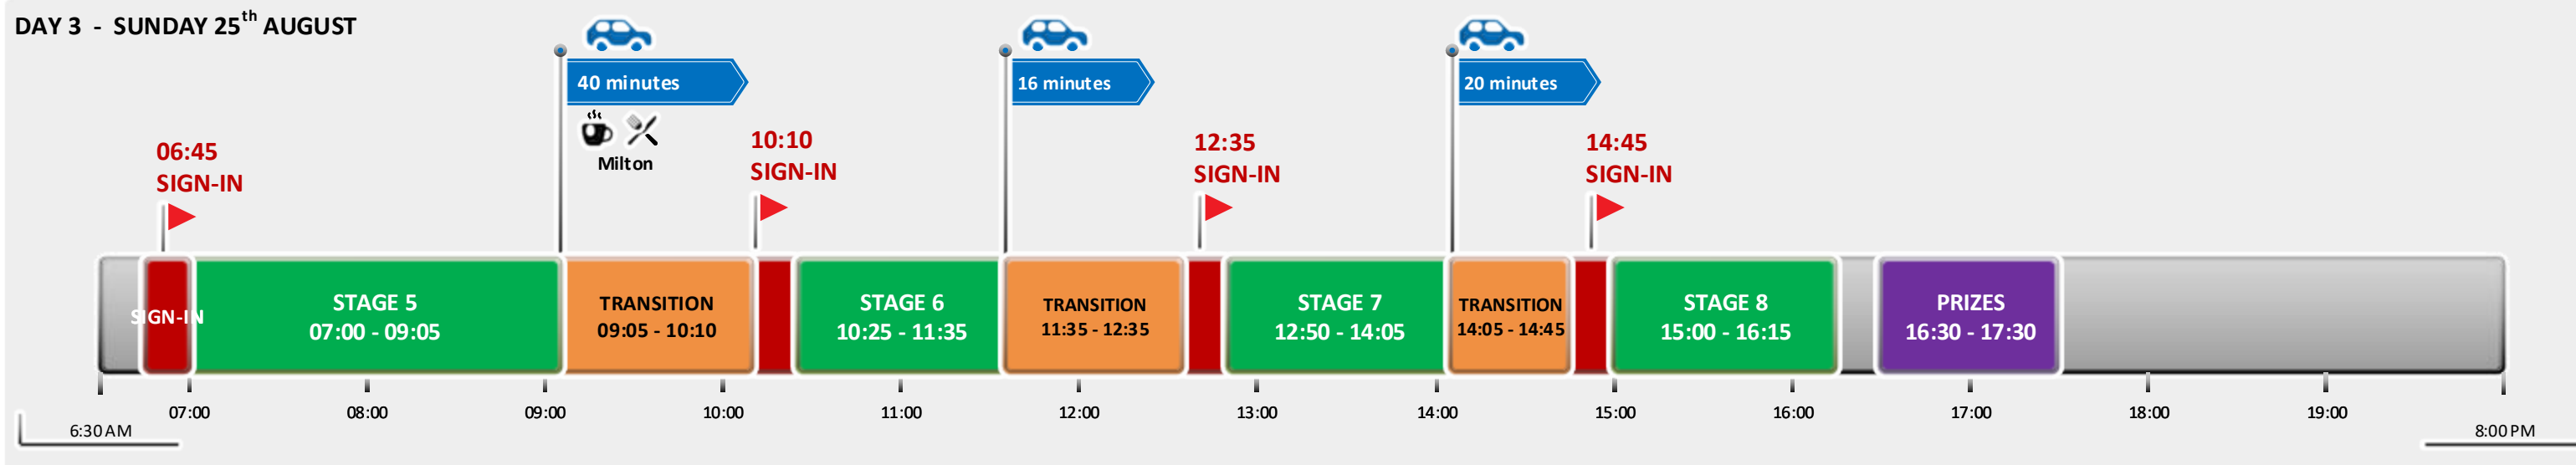 DAY 3 - SUNDAY 25th AUGUST
40 minutes
16 minutes
20 minutes
Milton
06:45
SIGN-IN
10:10
SIGN-IN
12:35
SIGN-IN
14:45
SIGN-IN
SIGN-IN
STAGE 5
07:00 - 09:05
TRANSITION
09:05 - 10:10
STAGE 6
10:25 - 11:35
TRANSITION
11:35 - 12:35
STAGE 7
12:50 - 14:05
TRANSITION
14:05 - 14:45
STAGE 8
15:00 - 16:15
PRIZES
16:30 - 17:30
07:00 08:00 09:00 10:00 11:00 12:00 13:00 14:00 15:00 16:00 17:00 18:00 19:00
6:30 AM
8:00 PM